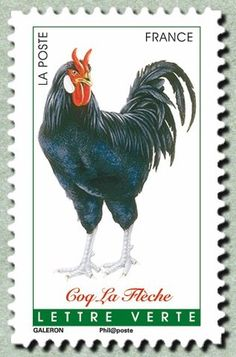 LA POSTE
FRANCE
Coq La Flèche
LETTRE VERTE
GALERON Phil@poste